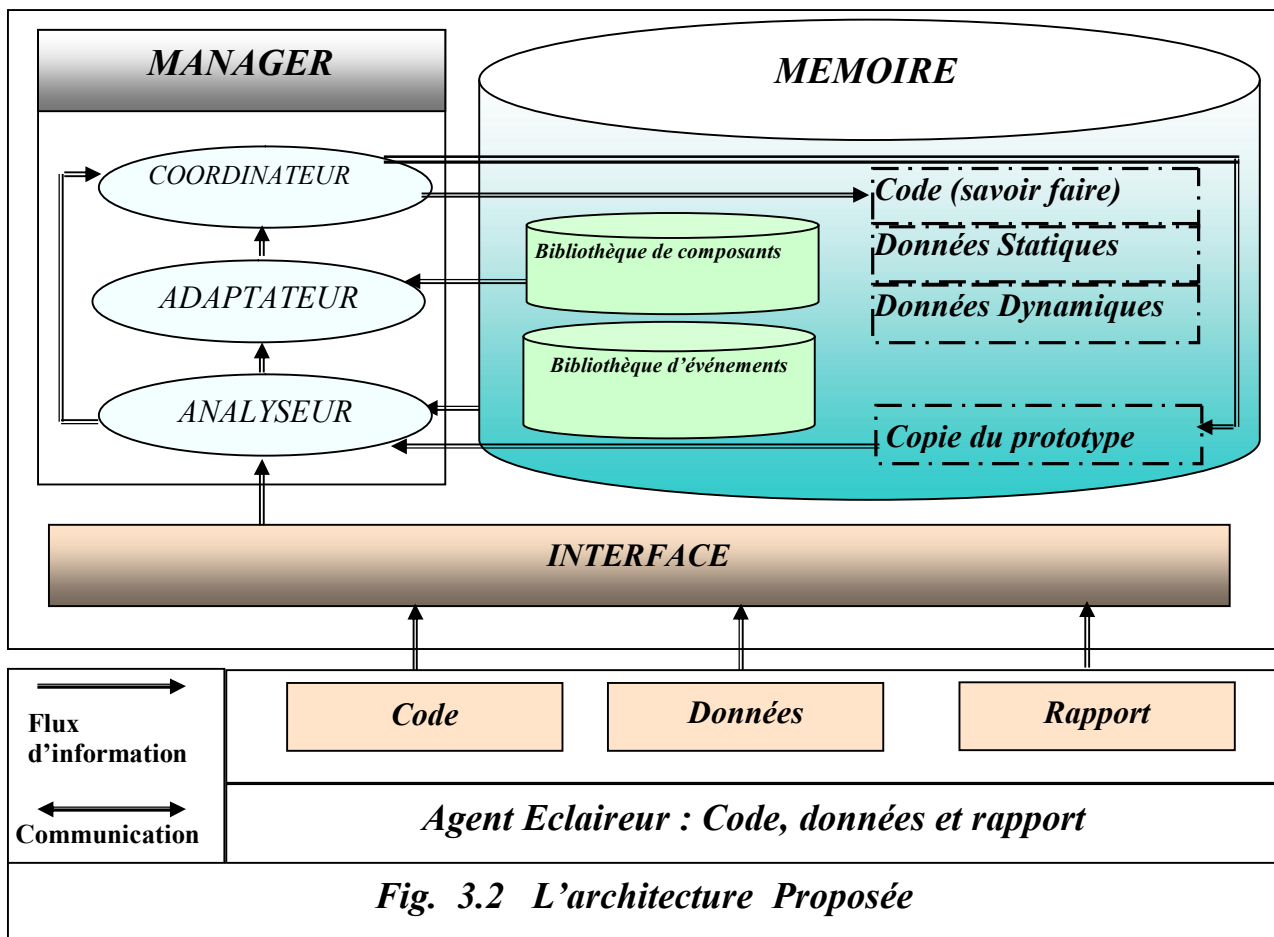 MANAGER
MEMOIRE
COORDINATEUR
Code (savoir faire)
Bibliothèque de composants
Données Statiques
ADAPTATEUR
Données Dynamiques
Bibliothèque d’événements
ANALYSEUR
Copie du prototype
INTERFACE
Code
Données
Rapport
Flux
d’information
Communication
Agent Eclaireur : Code, données et rapport
Fig. 3.2 L’architecture Proposée